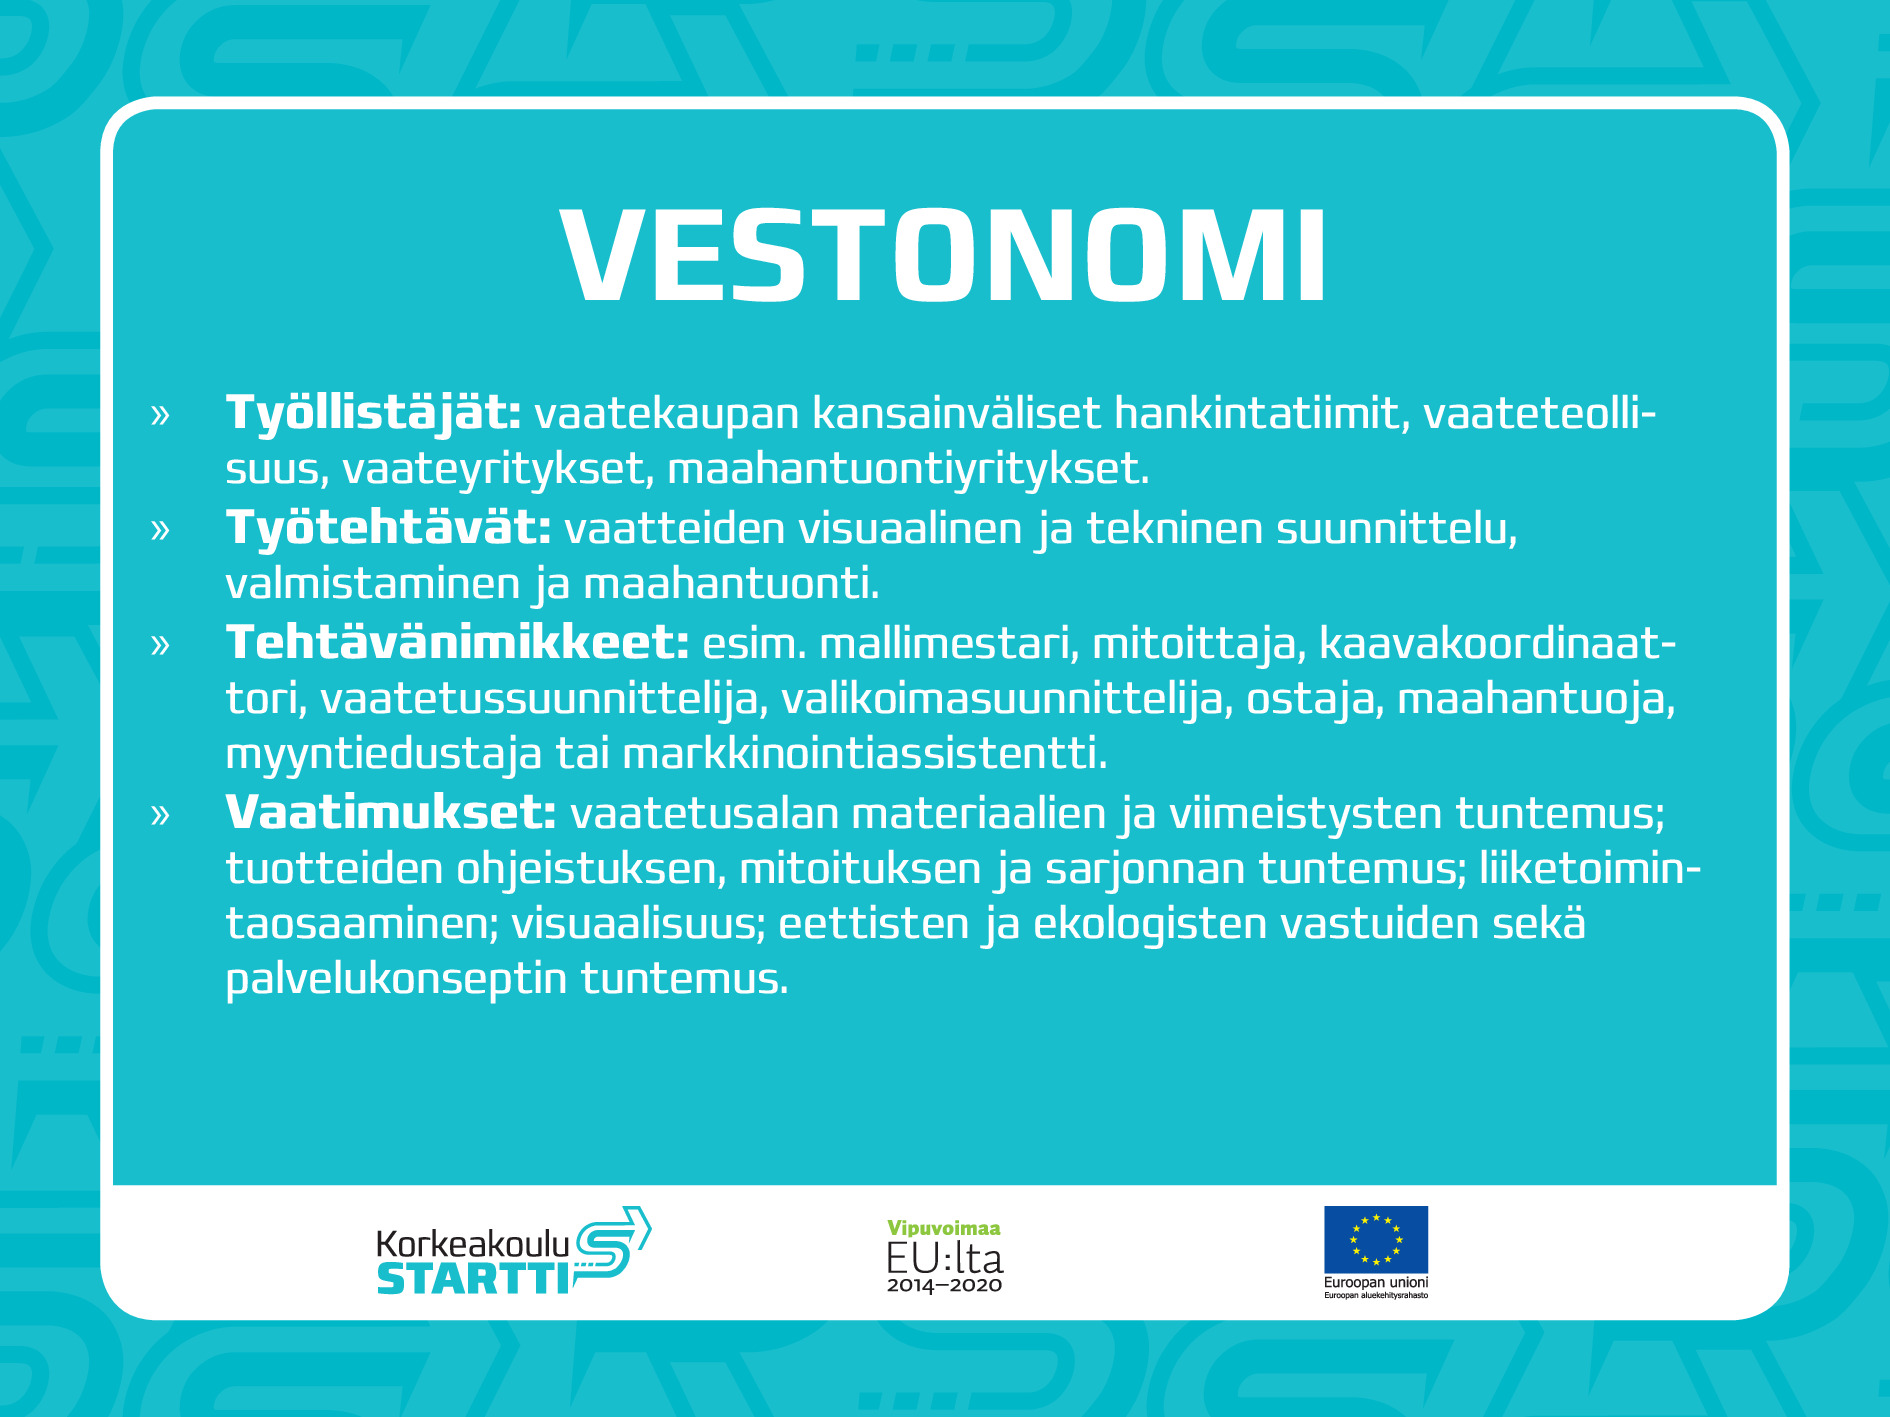 VESTONOMI
» Työllistäjät: vaatekaupan kansainväliset hankintatiimit, vaateteolli-
suus, vaateyritykset, maahantuontiyritykset.
» Työtehtävät: vaatteiden visuaalinen ja tekninen suunnittelu,
valmistaminen ja maahantuonti.
» Tehtävänimikkeet: esim. mallimestari, mitoittaja, kaavakoordinaat-
tori, vaatetussuunnittelija, valikoimasuunnittelija, ostaja, maahantuoja,
myyntiedustaja tai markkinointiassistentti.
» Vaatimukset: vaatetusalan materiaalien ja viimeistysten tuntemus;
tuotteiden ohjeistuksen, mitoituksen ja sarjonnan tuntemus; liiketoimin-
taosaaminen; visuaalisuus; eettisten ja ekologisten vastuiden sekä
palvelukonseptin tuntemus.
Korkeakoulu
STARTTI
Vipuvoimaa
EU:lta
2014–2020
Euroopan unioni
Euroopan aluekehitysrahasto